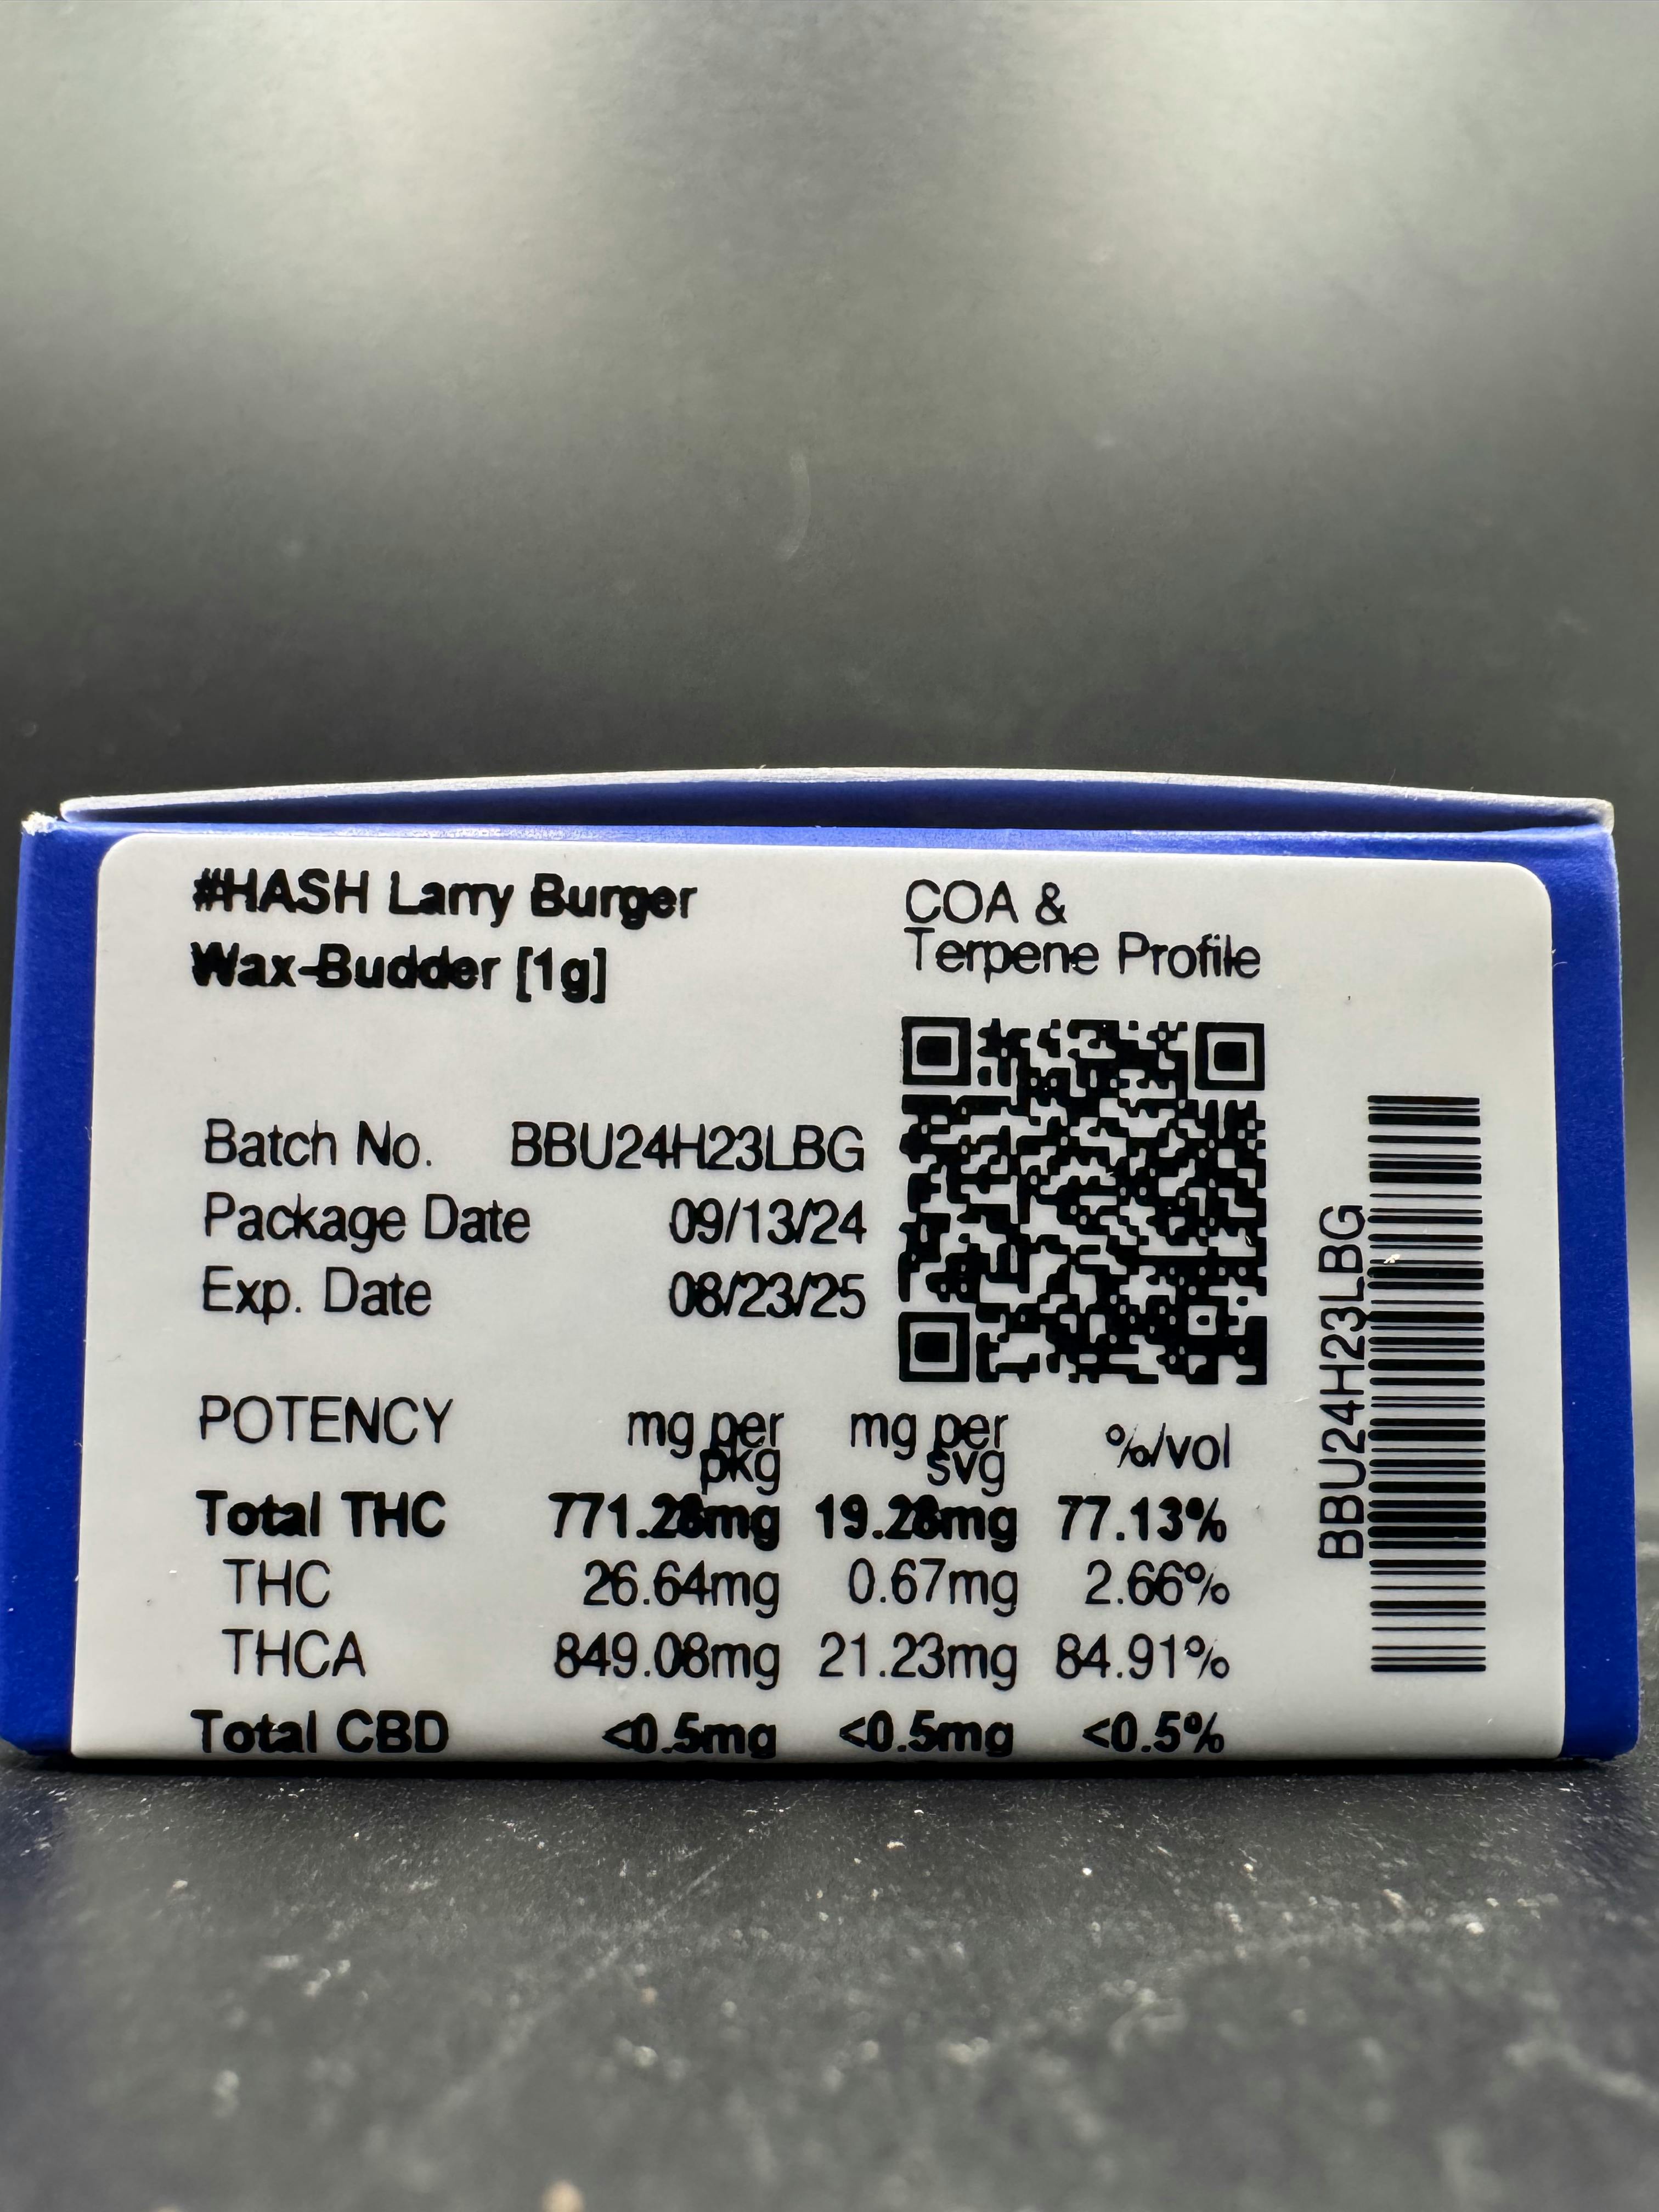 #HASH Larry Burger
Wax-Budder [1g]
COA &
Terpene Profile
Batch No. BBU24H23LBG
Package Date 09/13/24
Exp. Date 08/23/25
BBU24H23LBG
POTENCY mg per pkg mg per svg %/vol
Total THC 771.28mg 19.28mg 77.13%
THC 26.64mg 0.67mg 2.66%
THCA 849.08mg 21.23mg 84.91%
Total CBD <0.5mg <0.5mg <0.5%